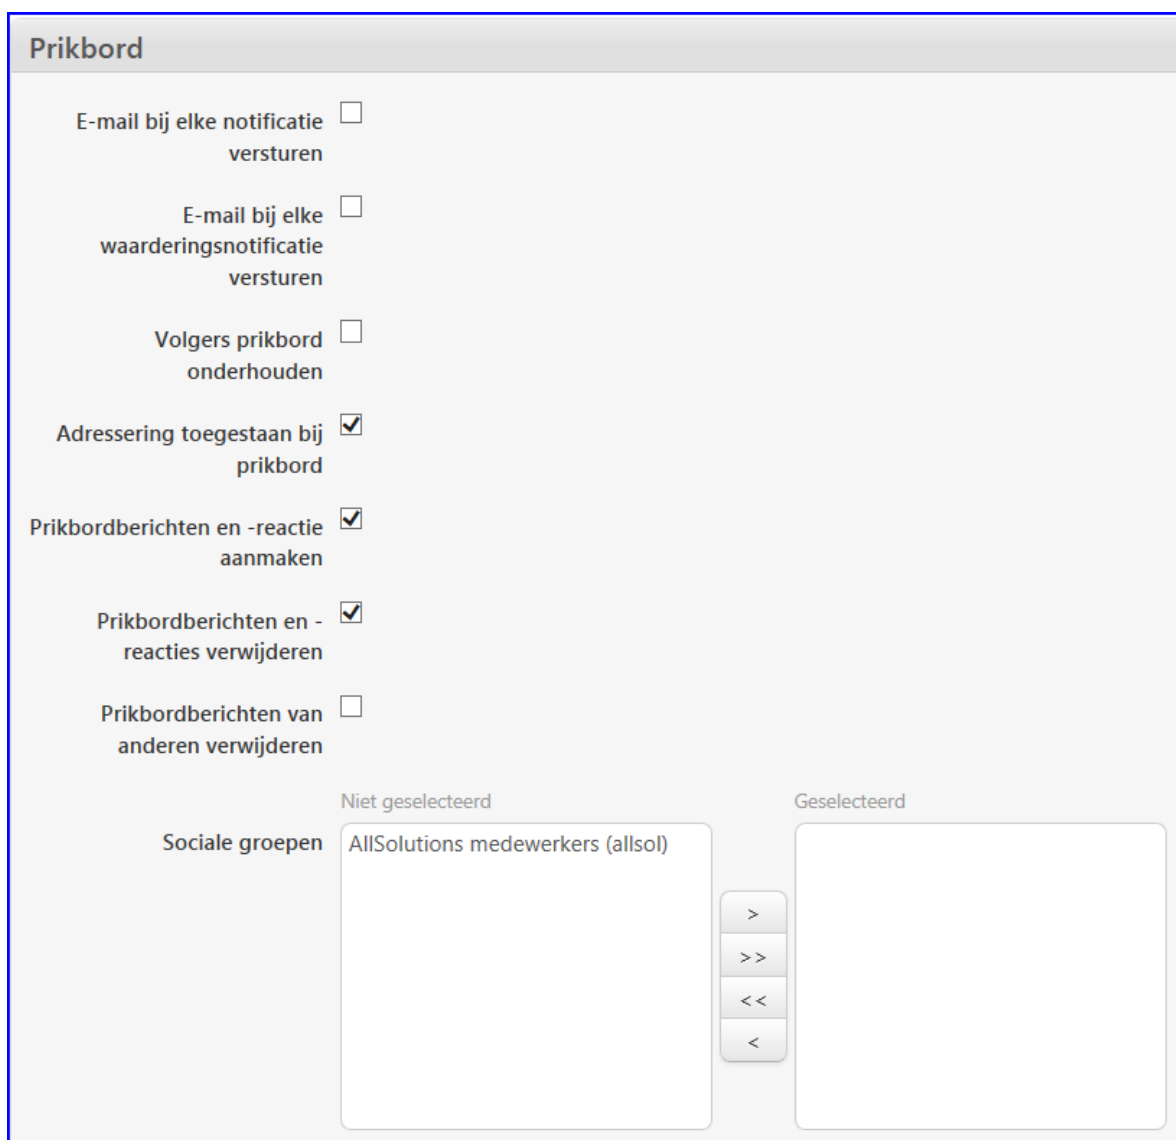 Prikbord
E-mail bij elke notificatie
versturen
E-mail bij elke
waarderingsnotificatie
versturen
Volgers prikbord
onderhouden
Adressering toegestaan bij
prikbord
Prikbordberichten en -reactie
aanmaken
Prikbordberichten en -
reacties verwijderen
Prikbordberichten van
anderen verwijderen
Niet geselecteerd
Geselecteerd
Sociale groepen
AllSolutions medewerkers (allsol)
>
>>
<<
<